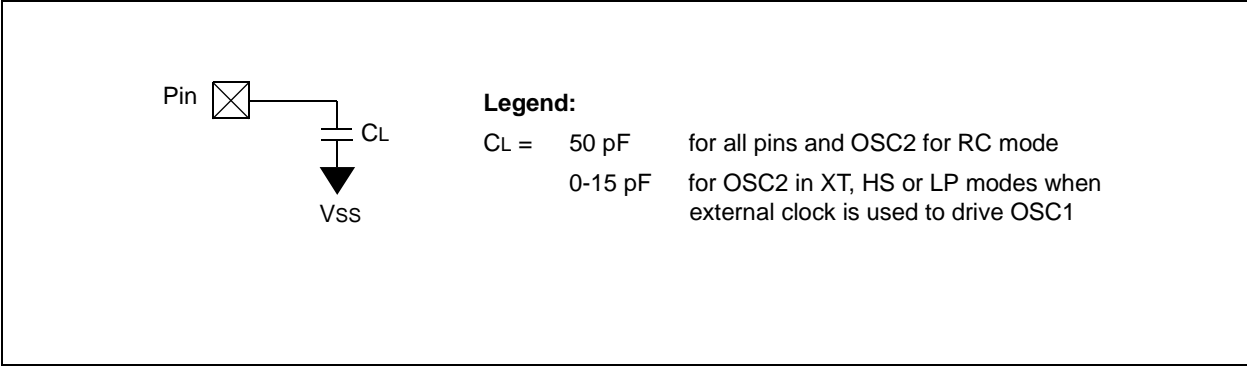 Pin
CL
VSS
Legend:
CL = 50 pF for all pins and OSC2 for RC mode
0-15 pF for OSC2 in XT, HS or LP modes when
external clock is used to drive OSC1